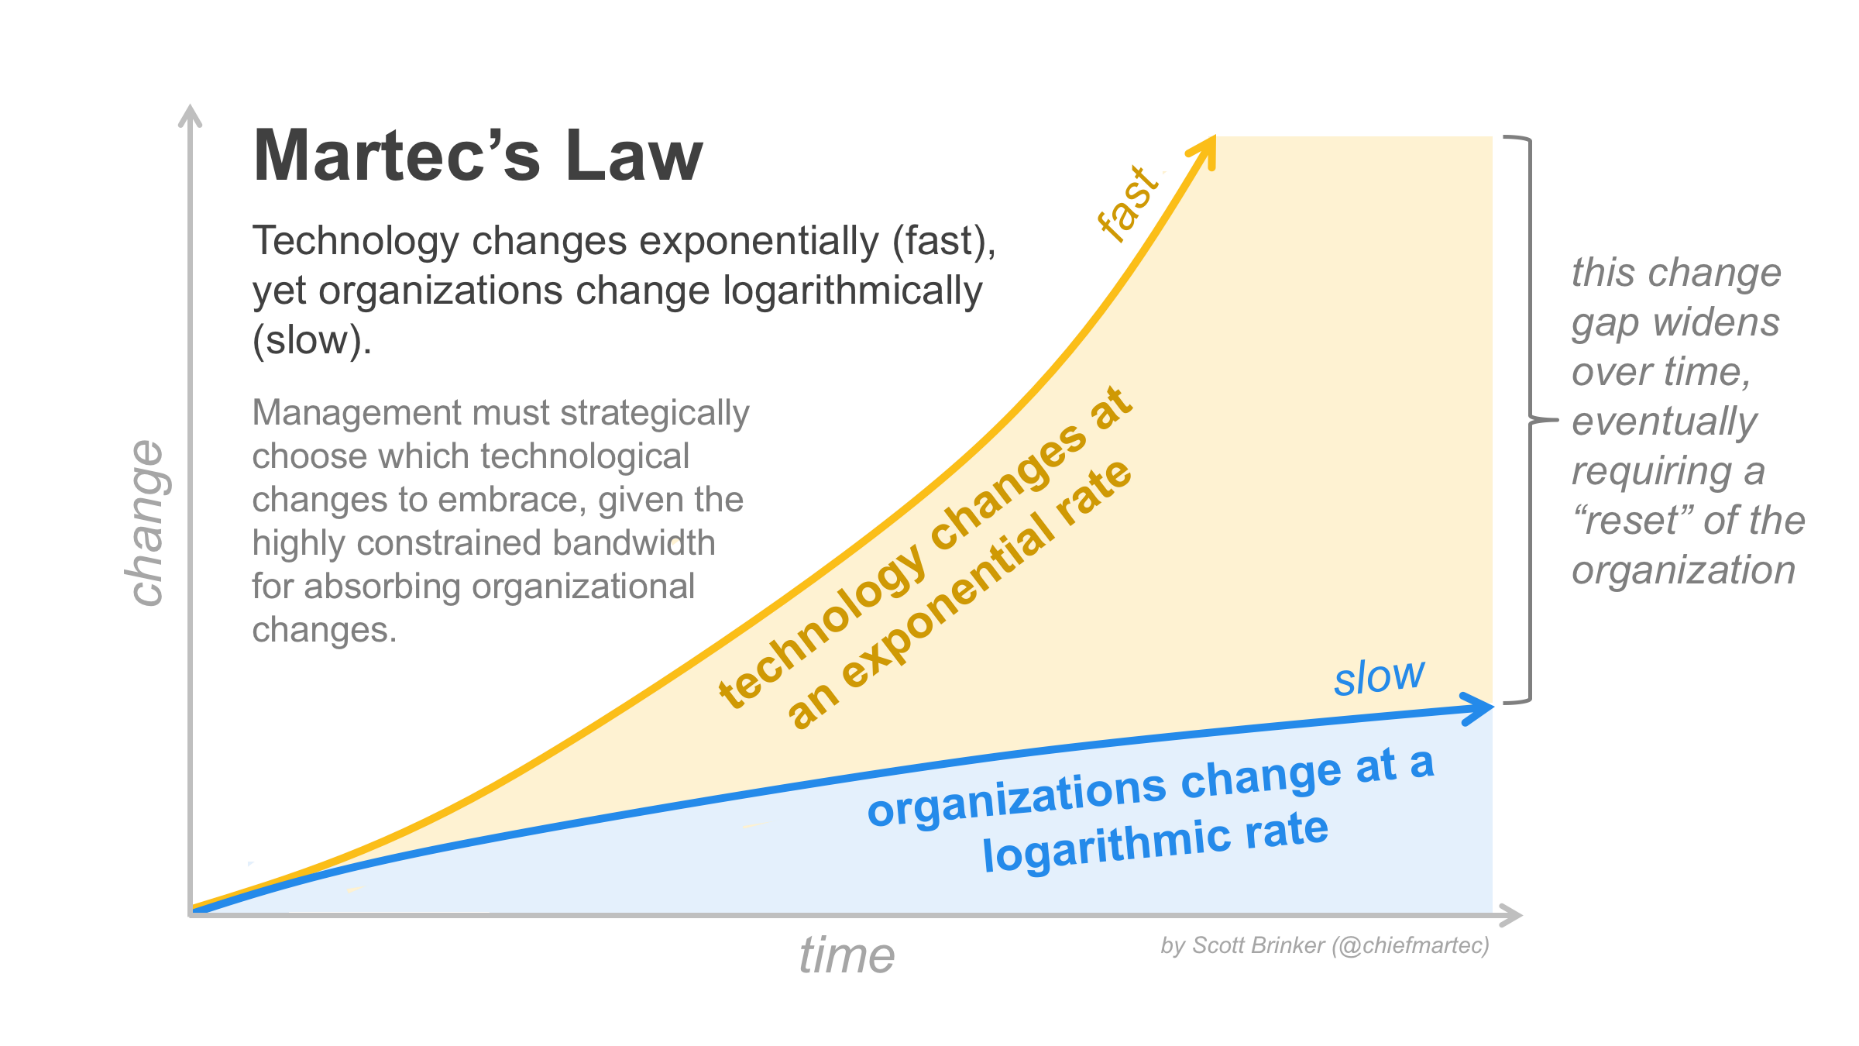 Martec’s Law
Technology changes exponentially (fast),
yet organizations change logarithmically
(slow).
Management must strategically
choose which technological
changes to embrace, given the
highly constrained bandwidth
for absorbing organizational
changes.
change
fast
technology changes at
an exponential rate
slow
organizations change at a
logarithmic rate
this change
gap widens
over time,
eventually
requiring a
“reset” of the
organization
time
by Scott Brinker (@chiefmartec)